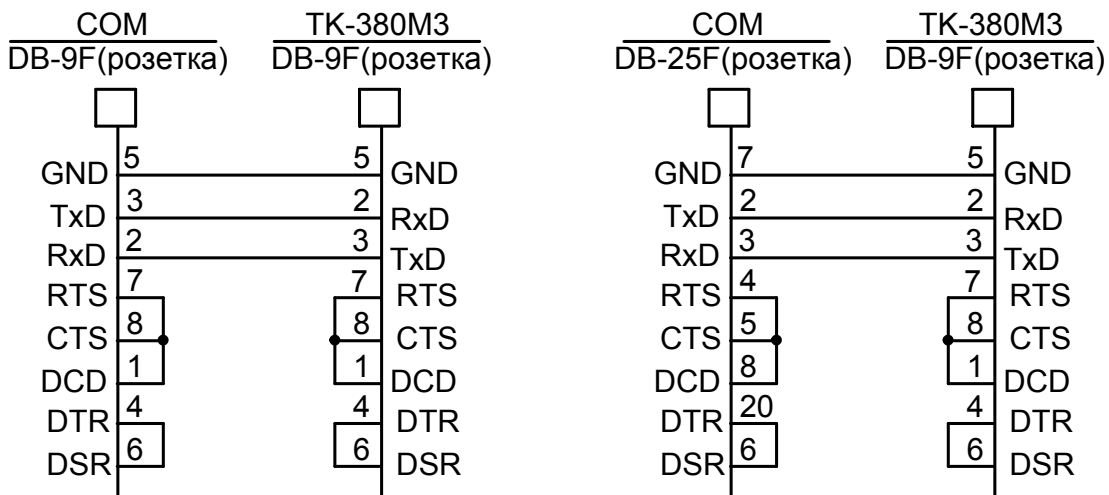 COM TK-380M3 COM TK-380M3
DB-9F(розетка) DB-9F(розетка) DB-25F(розетка) DB-9F(розетка)
GND 5 5 GND GND 7 5 GND
TxD 3 2 RxD TxD 2 2 RxD
RxD 2 3 TxD RxD 3 3 TxD
RTS 7 7 RTS RTS 4 7 RTS
CTS 8 8 CTS CTS 5 8 CTS
DCD 1 1 DCD DCD 8 1 DCD
DTR 4 4 DTR DTR 20 4 DTR
DSR 6 6 DSR DSR 6 6 DSR